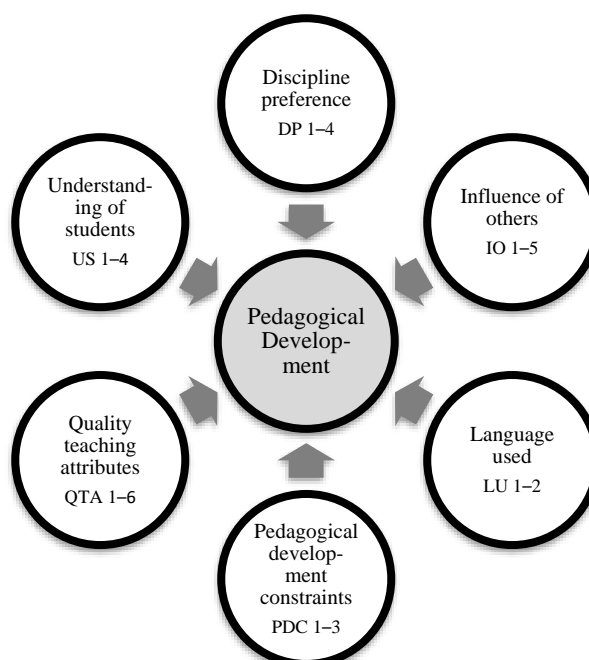 Discipline
preference
DP 1–4
Understand-
ing of
students
US 1–4
Influence of
others
IO 1–5
Pedagogical
Develop-
ment
Quality
teaching
attributes
QTA 1–6
Language
used
LU 1–2
Pedagogical
develop-
ment
constraints
PDC 1–3